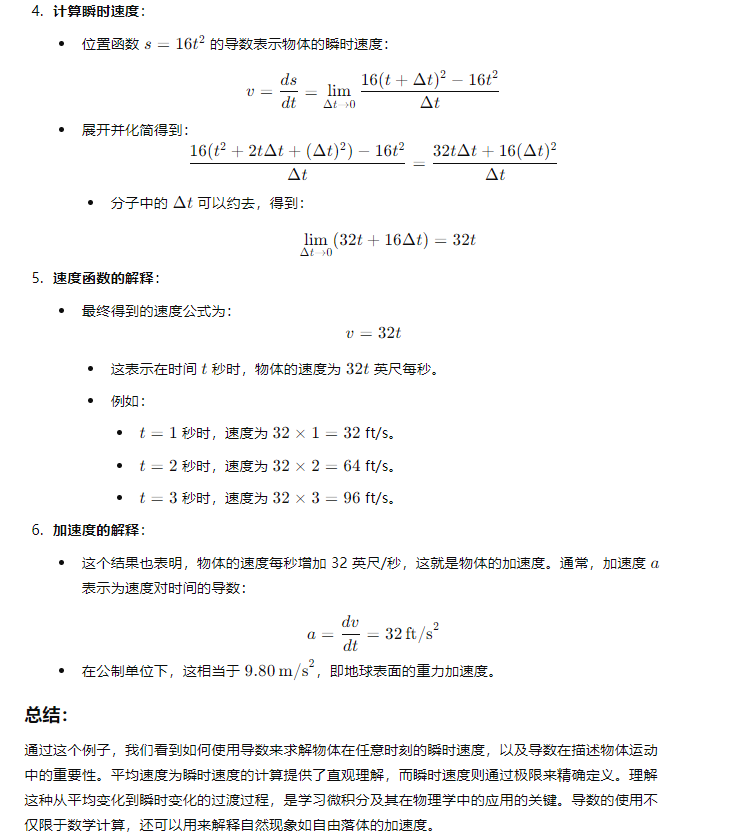 4. 计算瞬时速度：
• 位置函数 s = 16t² 的导数表示物体的瞬时速度：
v = ds/dt = lim_{Δt→0} (16(t + Δt)² − 16t²)/Δt
• 展开并化简得到：
(16(t² + 2tΔt + (Δt)²) − 16t²)/Δt = (32tΔt + 16(Δt)²)/Δt
• 分子中的 Δt 可以约去，得到：
lim_{Δt→0} (32t + 16Δt) = 32t
5. 速度函数的解释：
• 最终得到的速度公式为：
v = 32t
• 这表示在时间 t 秒时，物体的速度为 32t 英尺每秒。
• 例如：
• t = 1 秒时，速度为 32 × 1 = 32 ft/s。
• t = 2 秒时，速度为 32 × 2 = 64 ft/s。
• t = 3 秒时，速度为 32 × 3 = 96 ft/s。
6. 加速度的解释：
• 这个结果也表明，物体的速度每秒增加 32 英尺/秒，这就是物体的加速度。通常，加速度 a
表示为速度对时间的导数：
a = dv/dt = 32 ft/s²
• 在公制单位下，这相当于 9.80 m/s²，即地球表面的重力加速度。
总结：
通过这个例子，我们看到如何使用导数来求解物体在任意时刻的瞬时速度，以及导数在描述物体运动
中的重要性。平均速度为瞬时速度的计算提供了直观理解，而瞬时速度则通过极限来精确定义。理解
这种从平均变化到瞬时变化的过渡过程，是学习微积分及其在物理学中的应用的关键。导数的使用不
仅限于数学计算，还可以用来解释自然现象如自由落体的加速度。